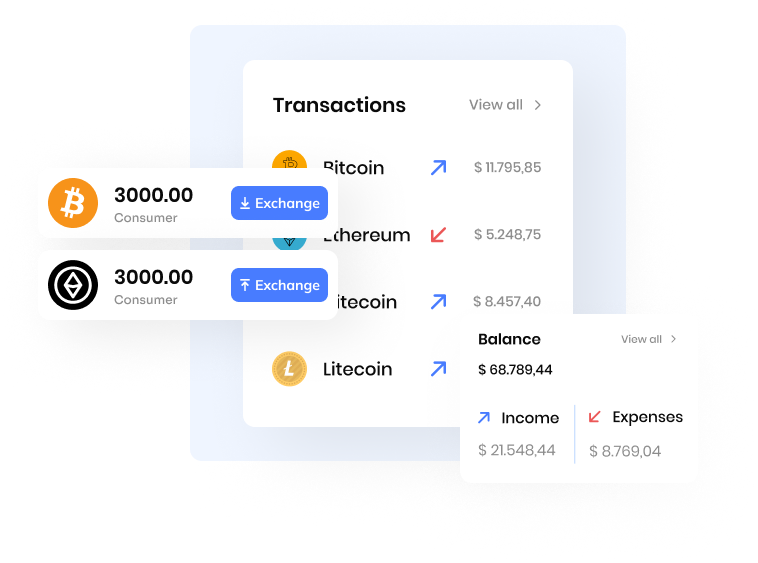 Transactions
View all
Bitcoin
$ 11.795,85
3000.00
Consumer
Exchange
Ethereum
$ 5.248,75
3000.00
Consumer
Exchange
itecoin
$ 8.457,40
Litecoin
Balance
View all
$ 68.789,44
Income
Expenses
$ 21.548,44
$ 8.769,04